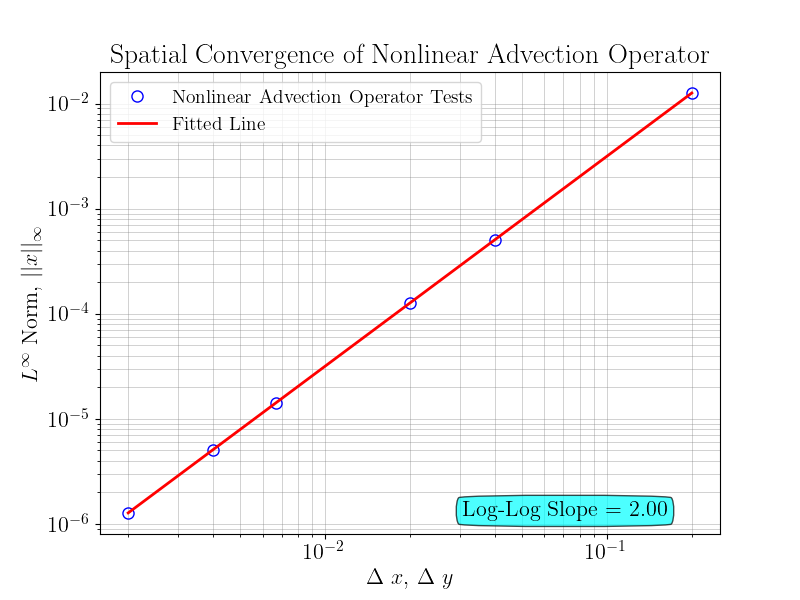 Spatial Convergence of Nonlinear Advection Operator
Nonlinear Advection Operator Tests
Fitted Line
10⁻²
10⁻³
10⁻⁴
10⁻⁵
10⁻⁶
L^∞ Norm, ||x||_∞
Log-Log Slope = 2.00
10⁻²
10⁻¹
Δ x, Δ y